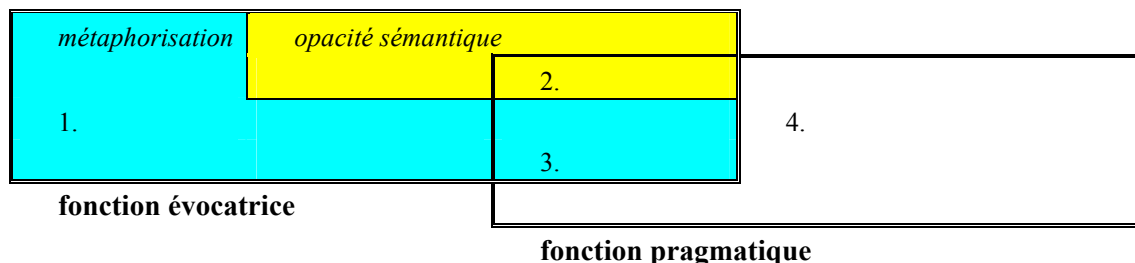 métaphorisation opacité sémantique
2.
1. 4.
3.
fonction évocatrice
fonction pragmatique